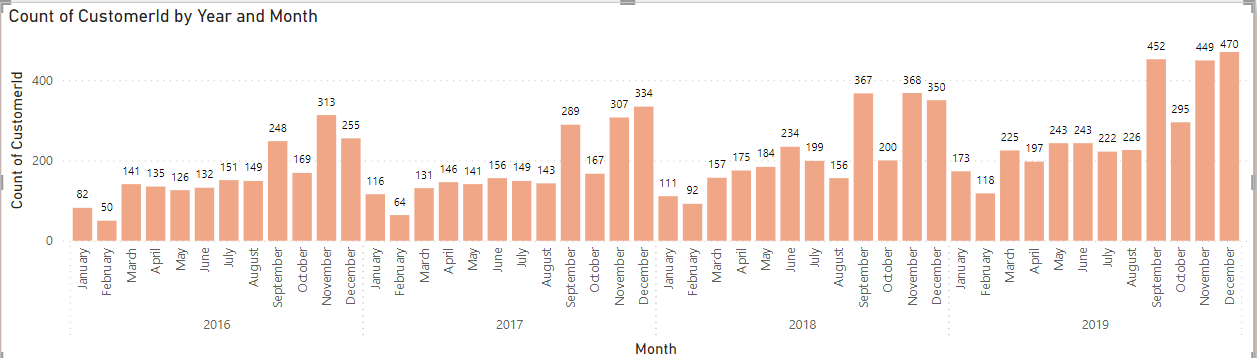 Count of CustomerId by Year and Month
Count of CustomerId
400
200
0
82 50 141 135 126 132 151 149 248 169 313 255 116 64 131 146 141 156 149 143 289 167 307 334 111 92 157 175 184 234 199 156 367 200 368 350 173 118 225 197 243 243 222 226 452 295 449 470
January February March April May June July August September October November December January February March April May June July August September October November December January February March April May June July August September October November December January February March April May June July August September October November December
2016 2017 2018 2019
Month